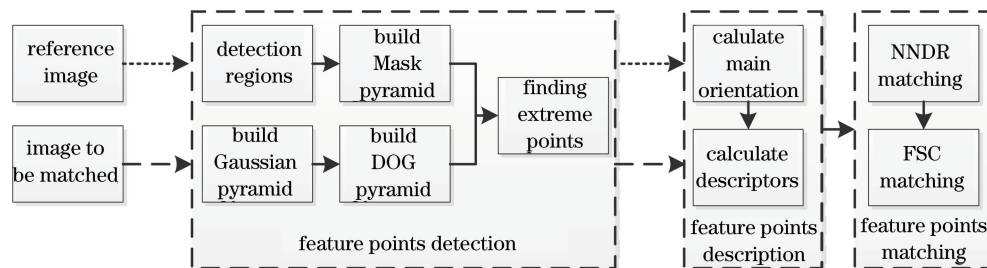 reference
image
image to
be matched
detection
regions
build
Mask
pyramid
build
Gaussian
pyramid
build
DOG
pyramid
finding
extreme
points
feature points detection
calulate
main
orientation
calculate
descriptors
feature points
description
NNDR
matching
FSC
matching
feature points
matching